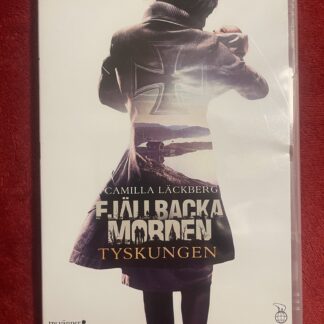 CAMILLA LÄCKBERG
FJÄLLBACKA
MORDEN
TYSKUNGEN